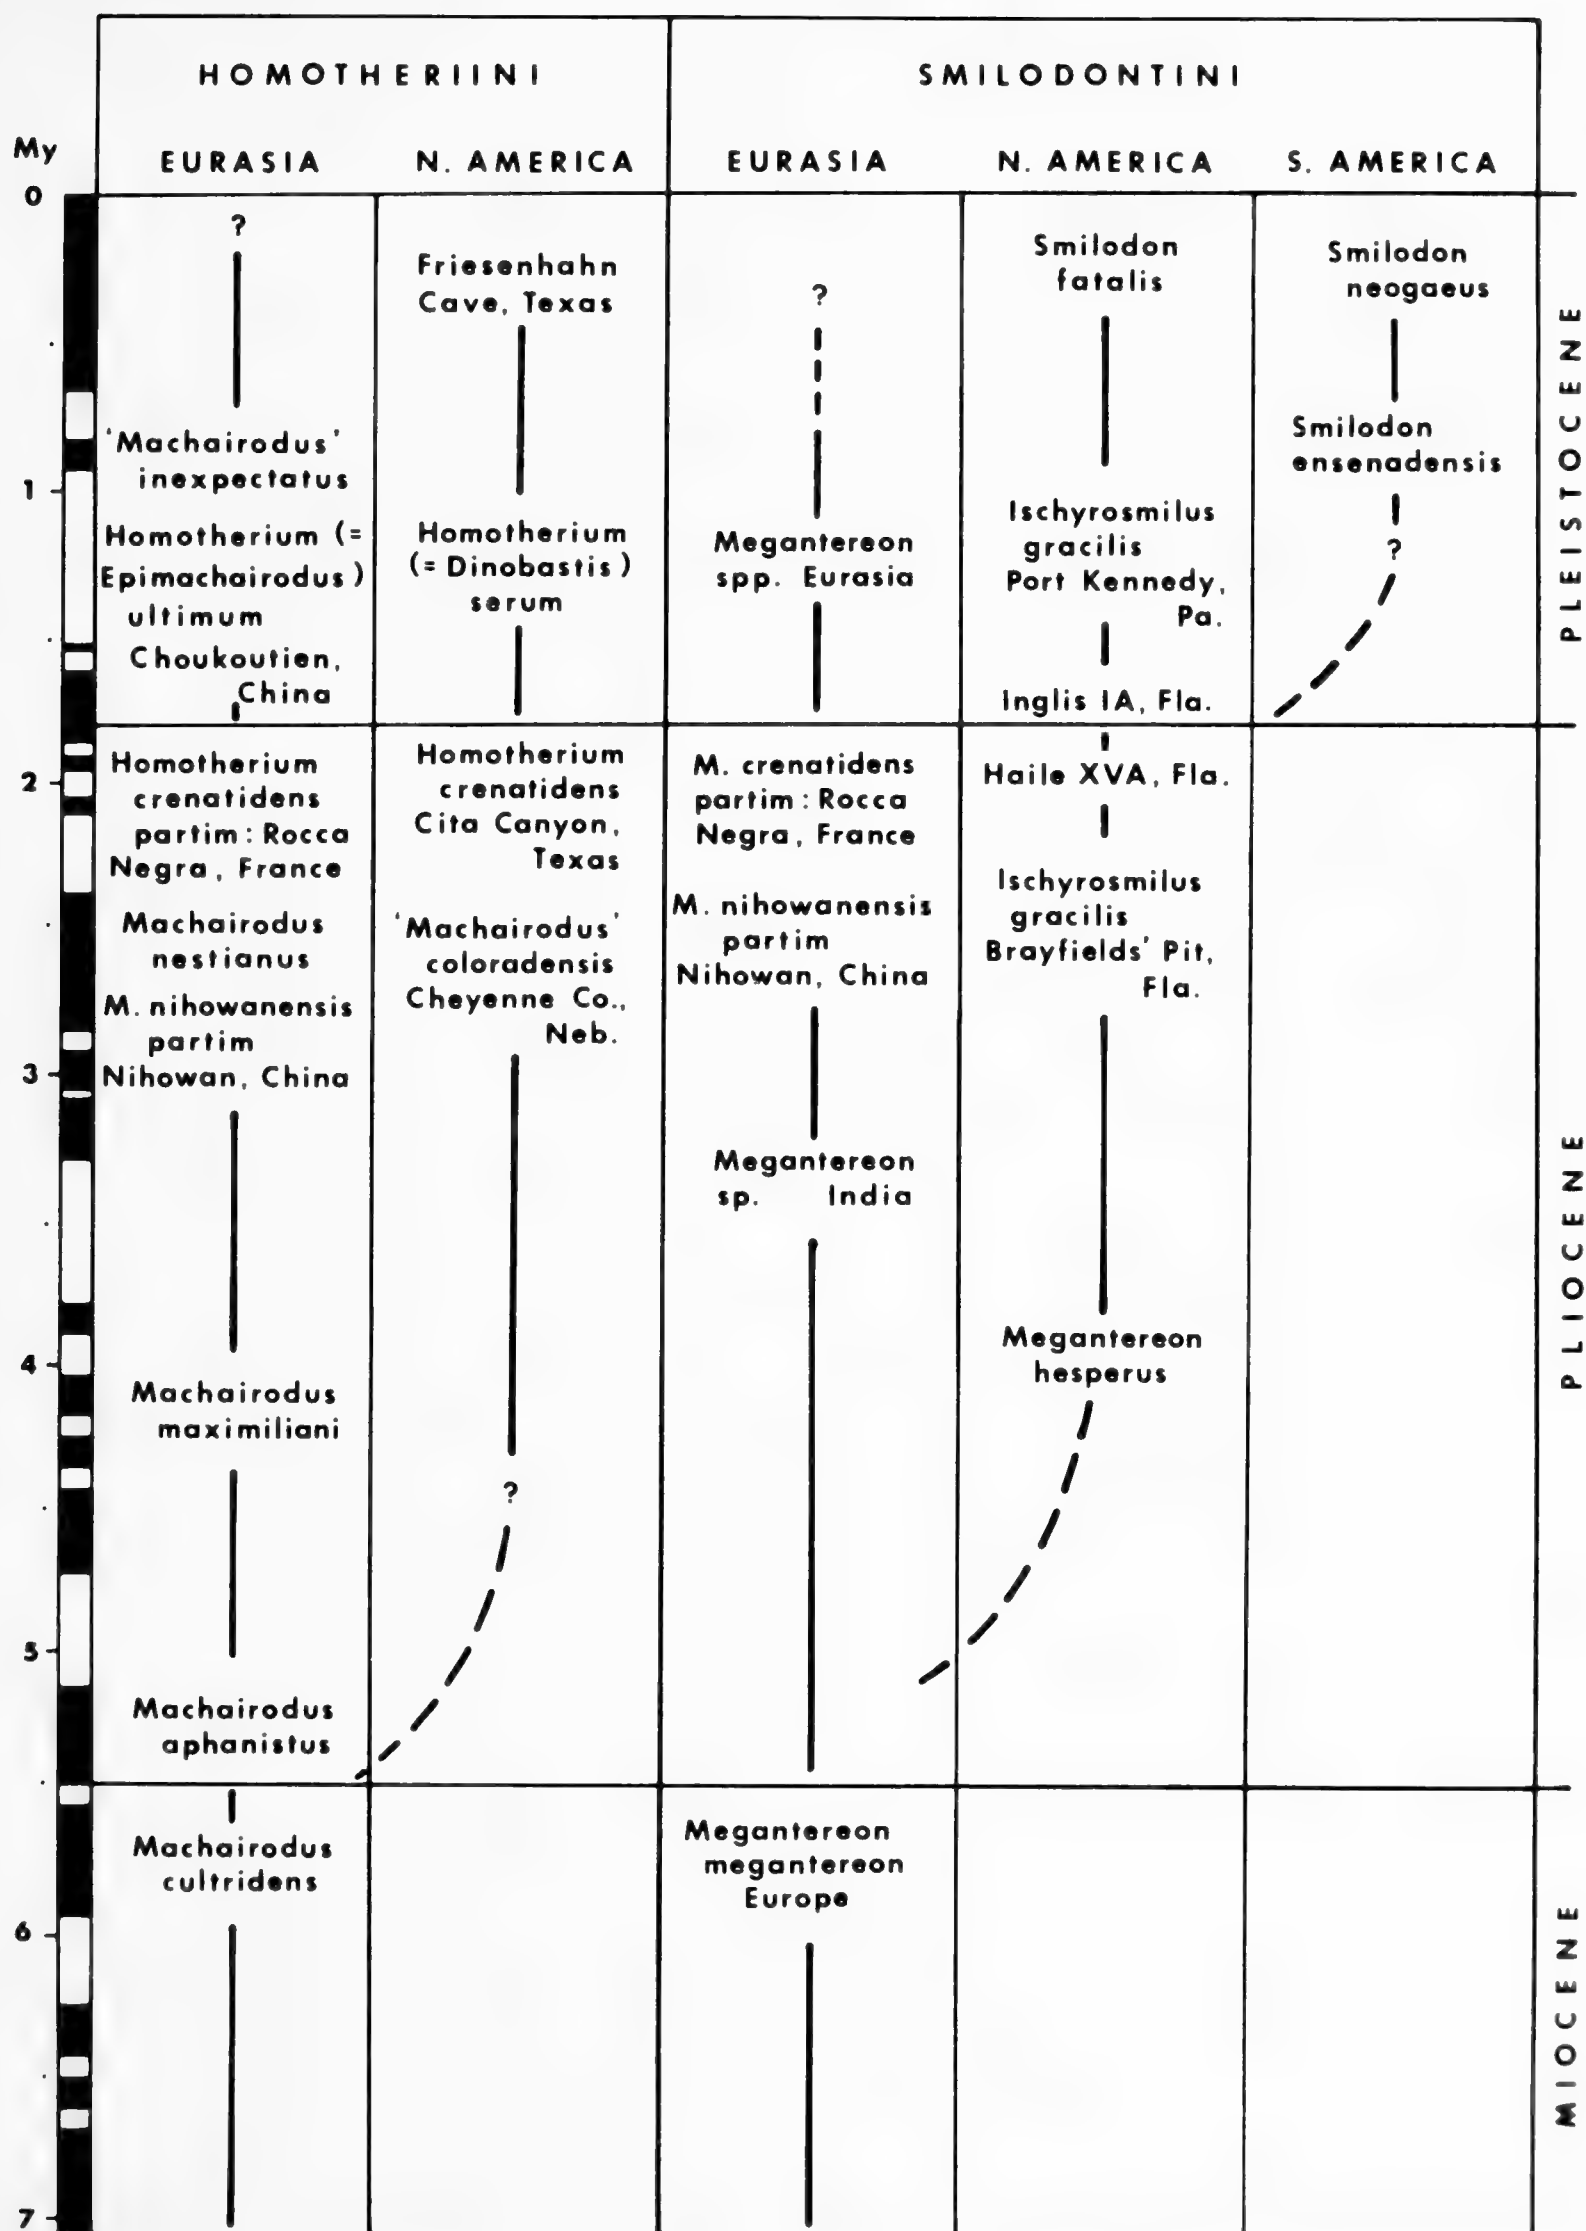 HOMOTHERIINI
SMILODONTINI
My
EURASIA
N. AMERICA
EURASIA
N. AMERICA
S. AMERICA
0
1
2
3
4
5
6
7
?
'Machairodus'
inexpectatus
Homotherium (=
Epimachairodus)
ultimum
Choukoutien,
China
Homotherium
crenatidens
partim: Rocca
Negra, France
Machairodus
nestianus
M. nihowanensis
partim
Nihowan, China
Machairodus
maximiliani
Machairodus
aphanistus
Machairodus
cultridens
Friesenhahn
Cave, Texas
Homotherium
(= Dinobastis)
serum
Homotherium
crenatidens
Cita Canyon,
Texas
'Machairodus'
coloradensis
Cheyenne Co.,
Neb.
?
?
Megantereon
spp. Eurasia
M. crenatidens
partim: Rocca
Negra, France
M. nihowanensis
partim
Nihowan, China
Megantereon
sp. India
Megantereon
megantereon
Europe
Smilodon
fatalis
Ischyrosmilus
gracilis
Port Kennedy,
Pa.
Inglis IA, Fla.
Haile XVA, Fla.
Ischyrosmilus
gracilis
Brayfields' Pit,
Fla.
Megantereon
hesperus
Smilodon
neogaeus
Smilodon
ensenadensis
?
PLEISTOCENE
PLIOCENE
MIOCENE